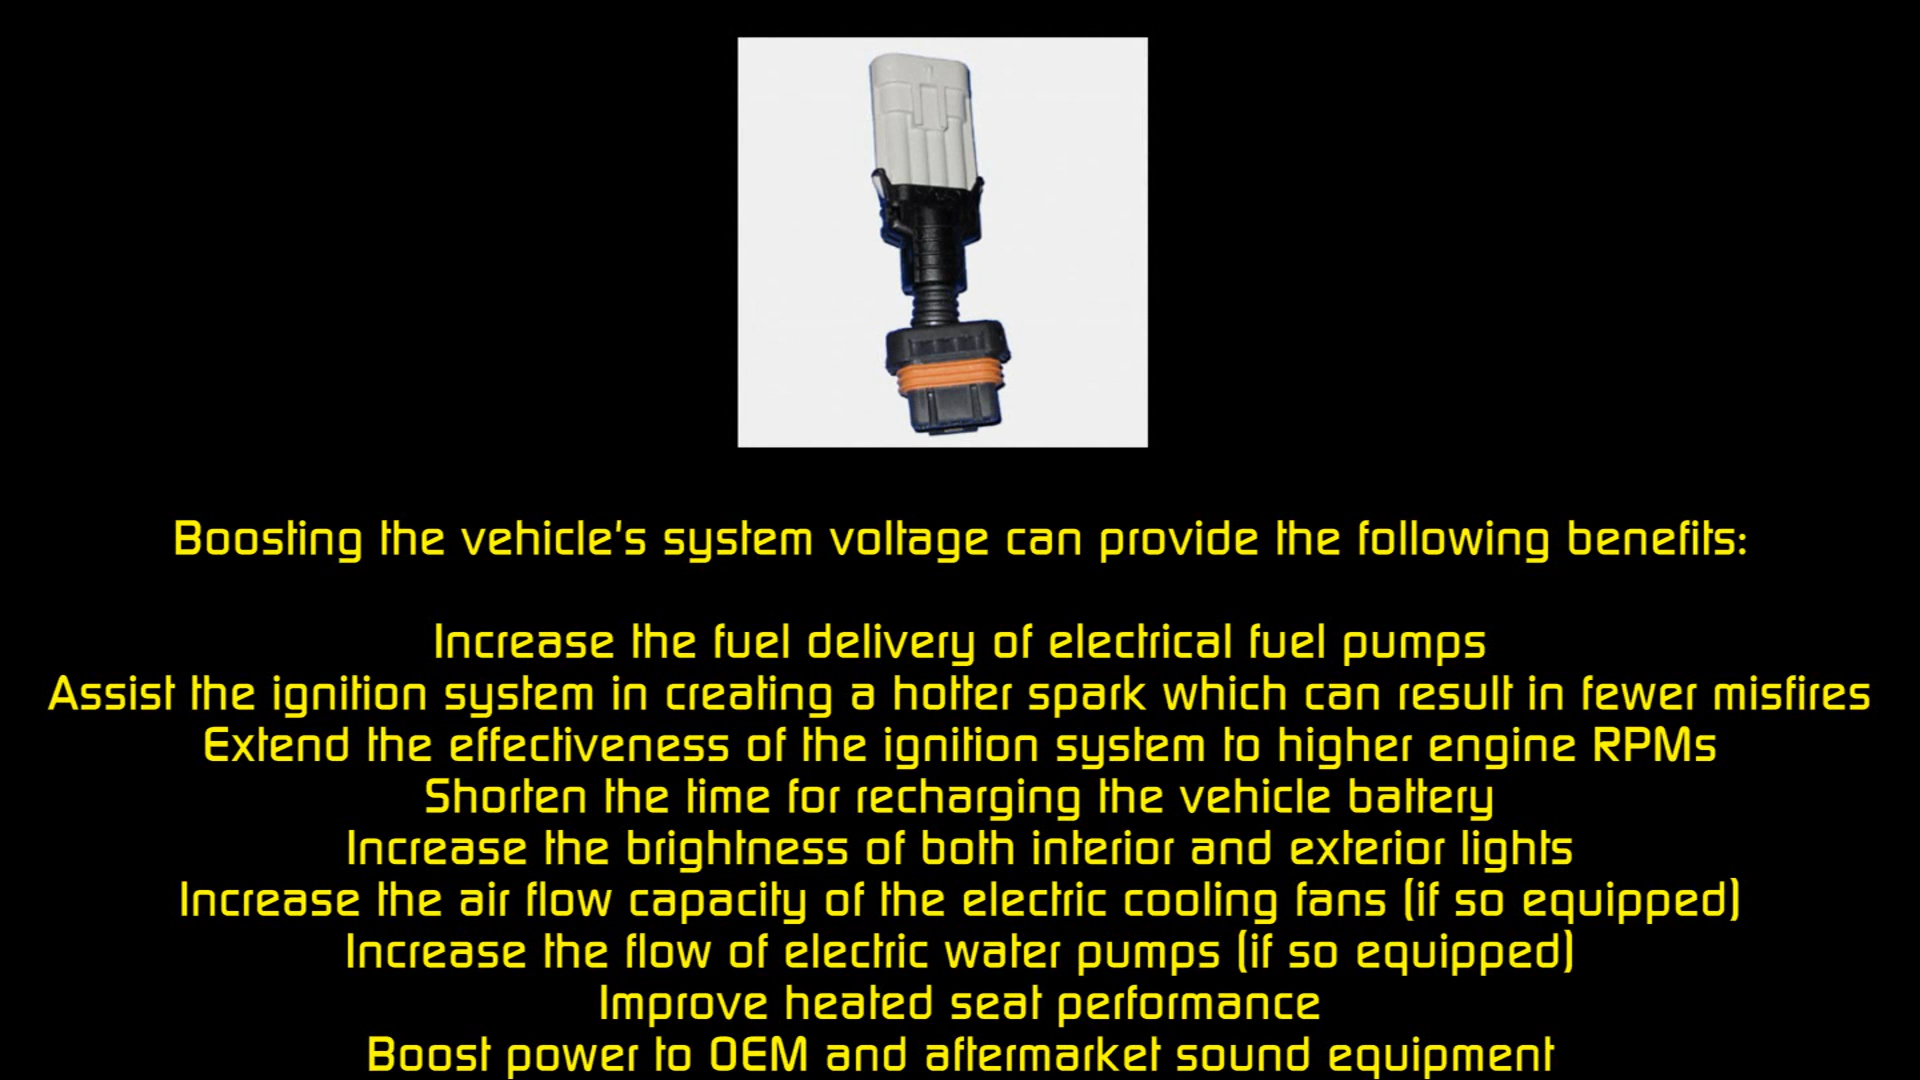 Boosting the vehicle's system voltage can provide the following benefits:
Increase the fuel delivery of electrical fuel pumps
Assist the ignition system in creating a hotter spark which can result in fewer misfires
Extend the effectiveness of the ignition system to higher engine RPMs
Shorten the time for recharging the vehicle battery
Increase the brightness of both interior and exterior lights
Increase the air flow capacity of the electric cooling fans (if so equipped)
Increase the flow of electric water pumps (if so equipped)
Improve heated seat performance
Boost power to OEM and aftermarket sound equipment